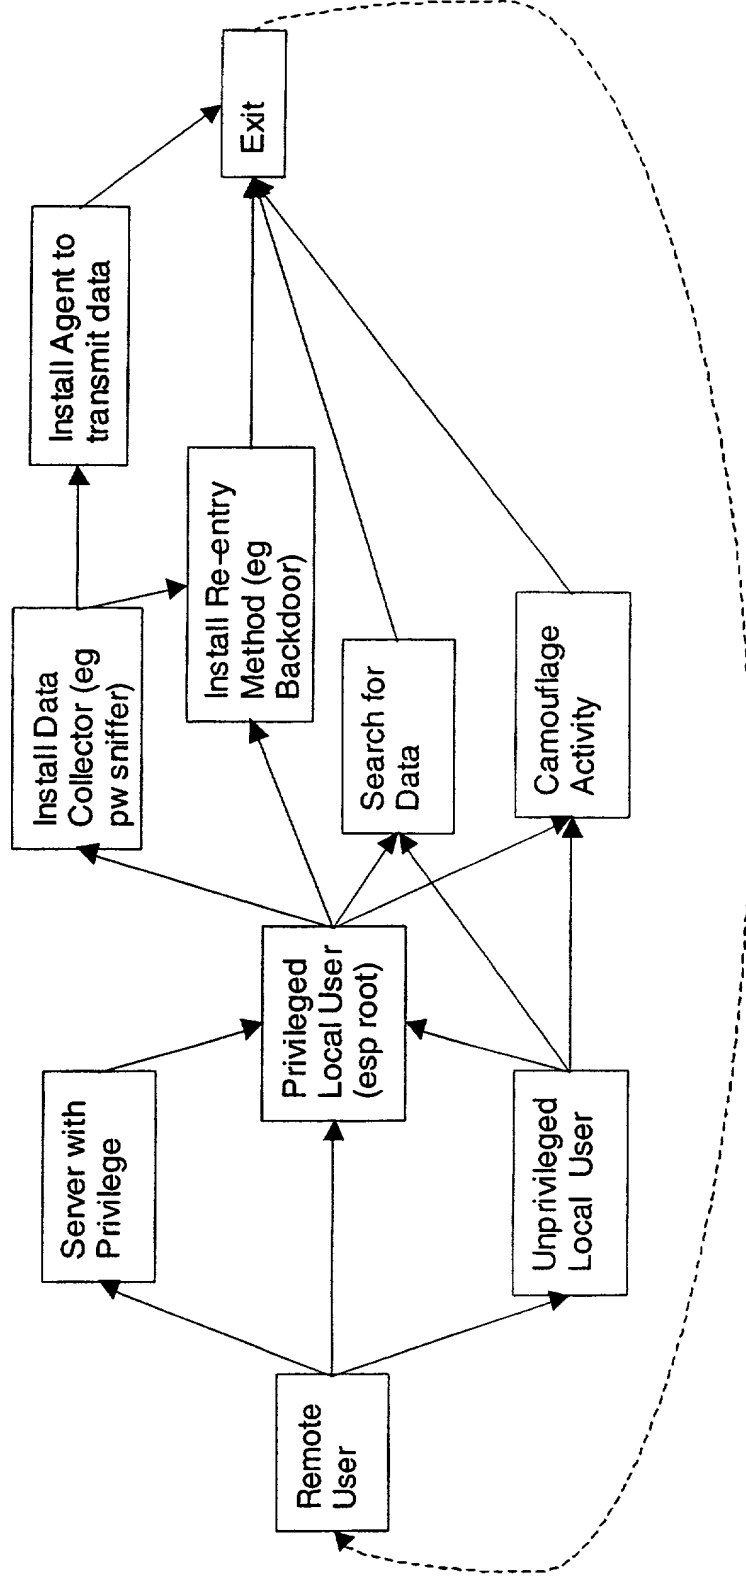 Remote
User
Server with
Privilege
Unprivileged
Local User
Privileged
Local User
(esp root)
Install Data
Collector (eg
pw sniffer)
Install Re-entry
Method (eg
Backdoor)
Search for
Data
Camouflage
Activity
Install Agent to
transmit data
Exit